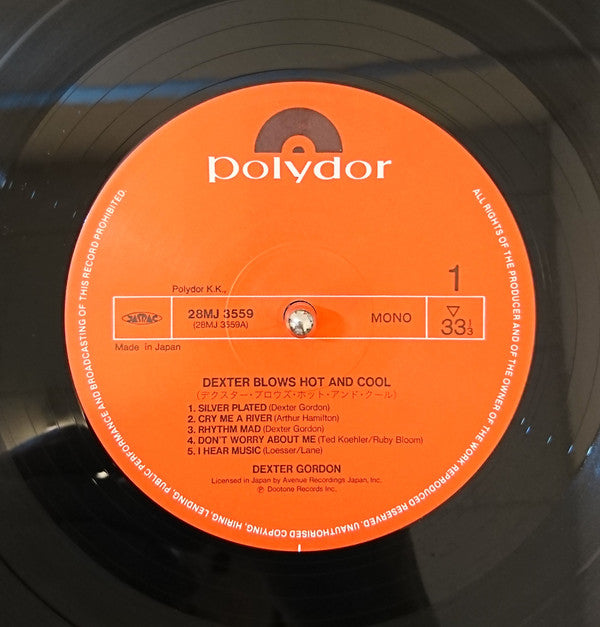 polydor
Polydor K.K.,
1
JASRAC
28MJ 3559
(28MJ 3559A)
MONO
▽
33 1/3
Made in Japan
DEXTER BLOWS HOT AND COOL
(デクスター・ブロウズ・ホット・アンド・クール)
1. SILVER PLATED (Dexter Gordon)
2. CRY ME A RIVER (Arthur Hamilton)
3. RHYTHM MAD (Dexter Gordon)
4. DON'T WORRY ABOUT ME (Ted Koehler/Ruby Bloom)
5. I HEAR MUSIC (Loesser/Lane)
DEXTER GORDON
Licensed in Japan by Avenue Recordings Japan, Inc.
Ⓟ Dootone Records Inc.
ALL RIGHTS OF THE PRODUCER AND OF THE OWNER OF THE WORK REPRODUCED RESERVED. UNAUTHORISED COPYING, HIRING, LENDING, PUBLIC PERFORMANCE AND BROADCASTING OF THIS RECORD PROHIBITED.